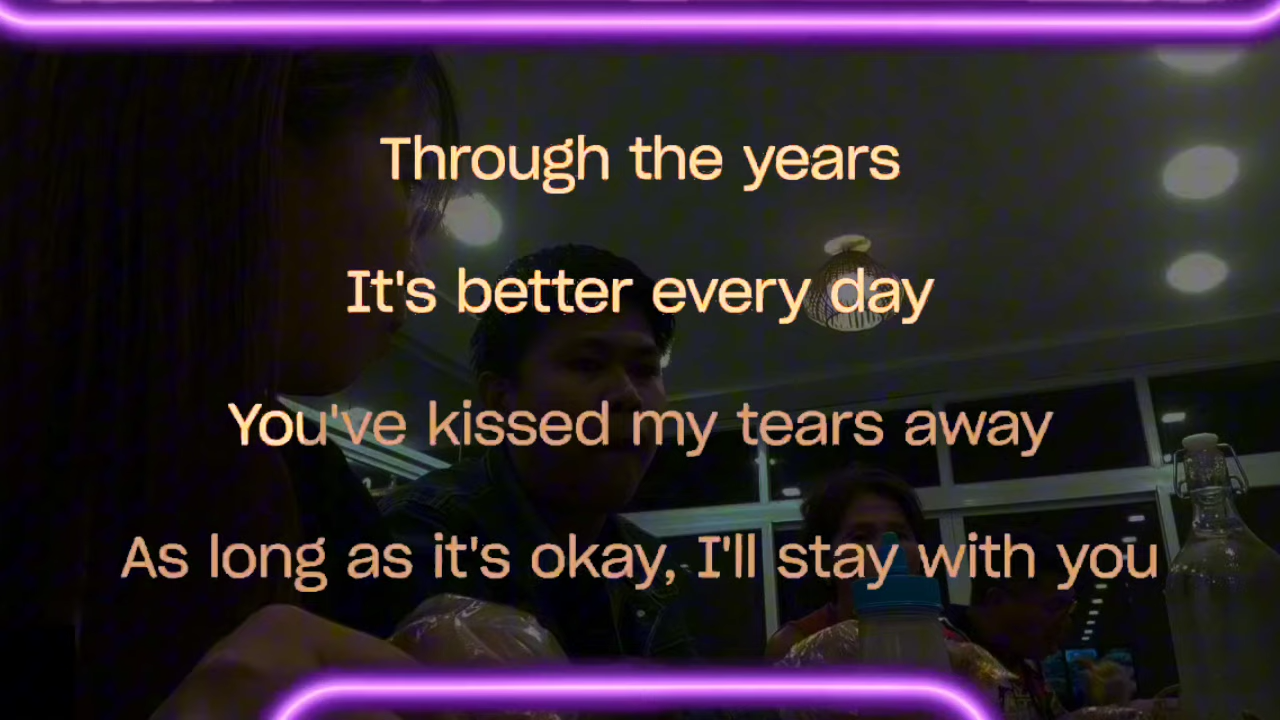 Through the years
It's better every day
You've kissed my tears away
As long as it's okay, I'll stay with you